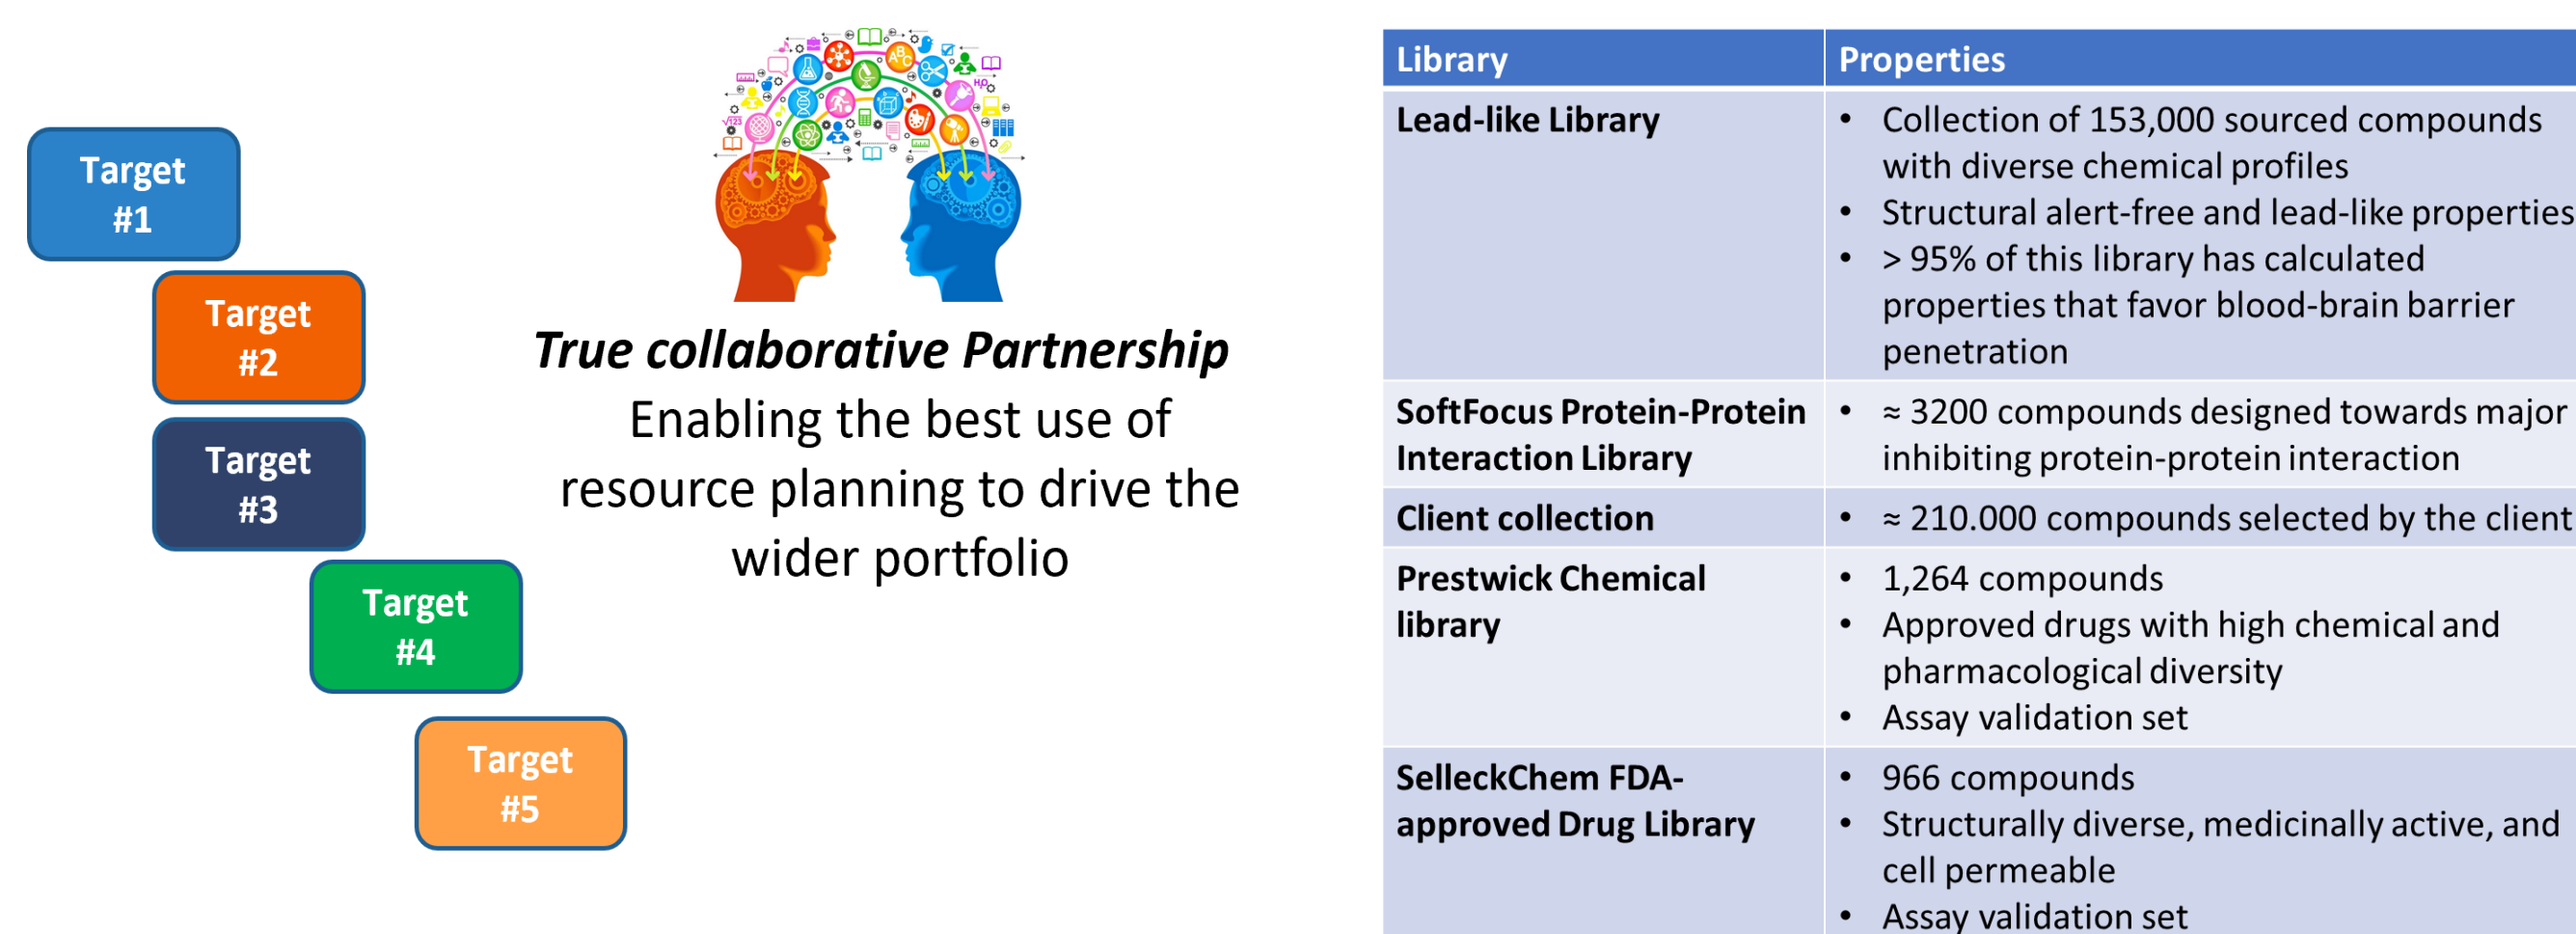 Target
#1
Target
#2
Target
#3
Target
#4
Target
#5
ABC
H₂O
√123
True collaborative Partnership
Enabling the best use of
resource planning to drive the
wider portfolio
Library Properties
Lead-like Library
• Collection of 153,000 sourced compounds
with diverse chemical profiles
• Structural alert-free and lead-like properties
• > 95% of this library has calculated
properties that favor blood-brain barrier
penetration
SoftFocus Protein-Protein
Interaction Library
• ≈ 3200 compounds designed towards major
inhibiting protein-protein interaction
Client collection
• ≈ 210.000 compounds selected by the client
Prestwick Chemical
library
• 1,264 compounds
• Approved drugs with high chemical and
pharmacological diversity
• Assay validation set
SelleckChem FDA-
approved Drug Library
• 966 compounds
• Structurally diverse, medicinally active, and
cell permeable
• Assay validation set